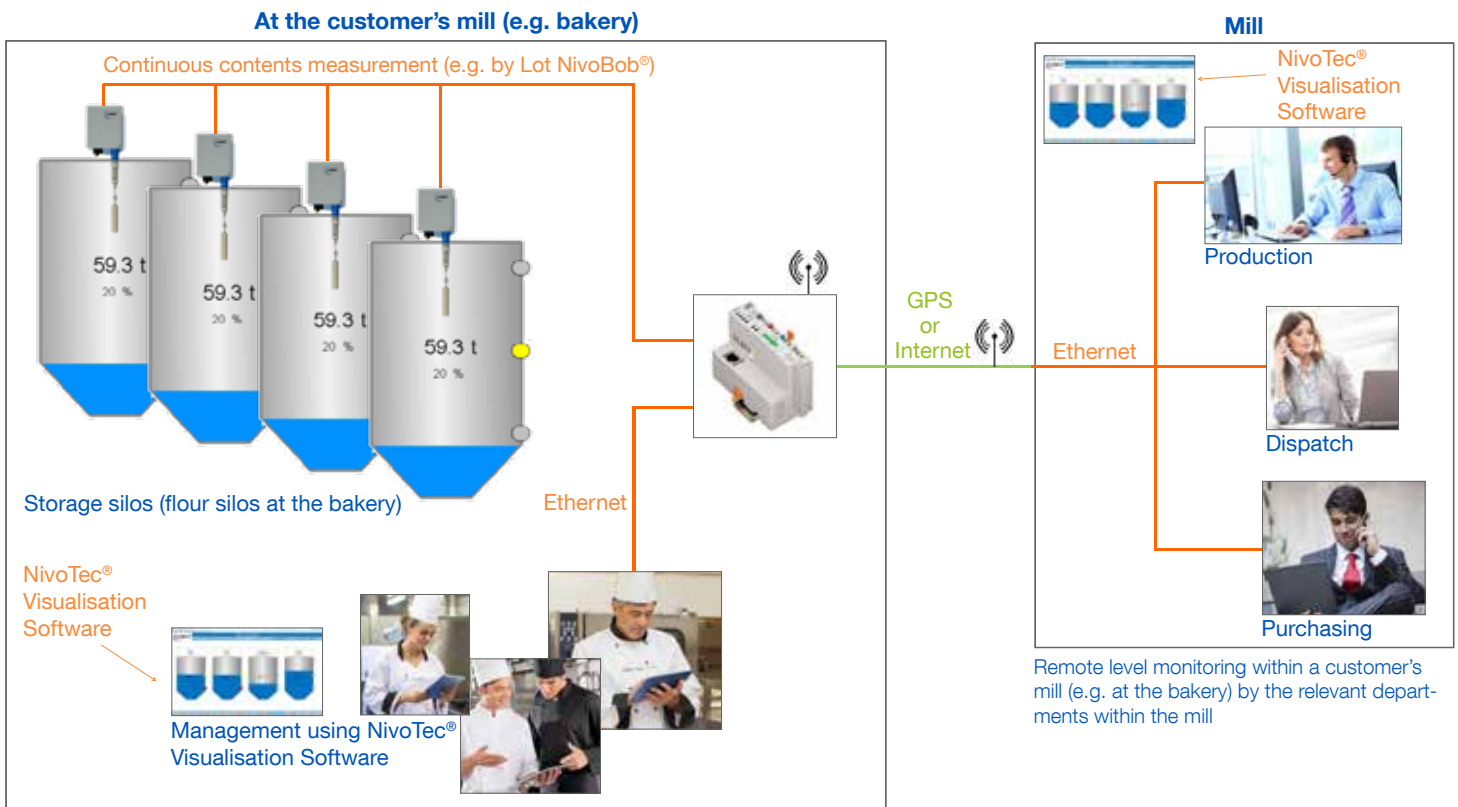 At the customer's mill (e.g. bakery)
Continuous contents measurement (e.g. by Lot NivoBob®)
59.3 t
20 %
59.3 t
20 %
59.3 t
20 %
59.3 t
20 %
Storage silos (flour silos at the bakery)
Ethernet
NivoTec®
Visualisation
Software
Management using NivoTec®
Visualisation Software
GPS
or
Internet
Mill
NivoTec®
Visualisation
Software
Ethernet
Production
Dispatch
Purchasing
Remote level monitoring within a customer's
mill (e.g. at the bakery) by the relevant depart-
ments within the mill